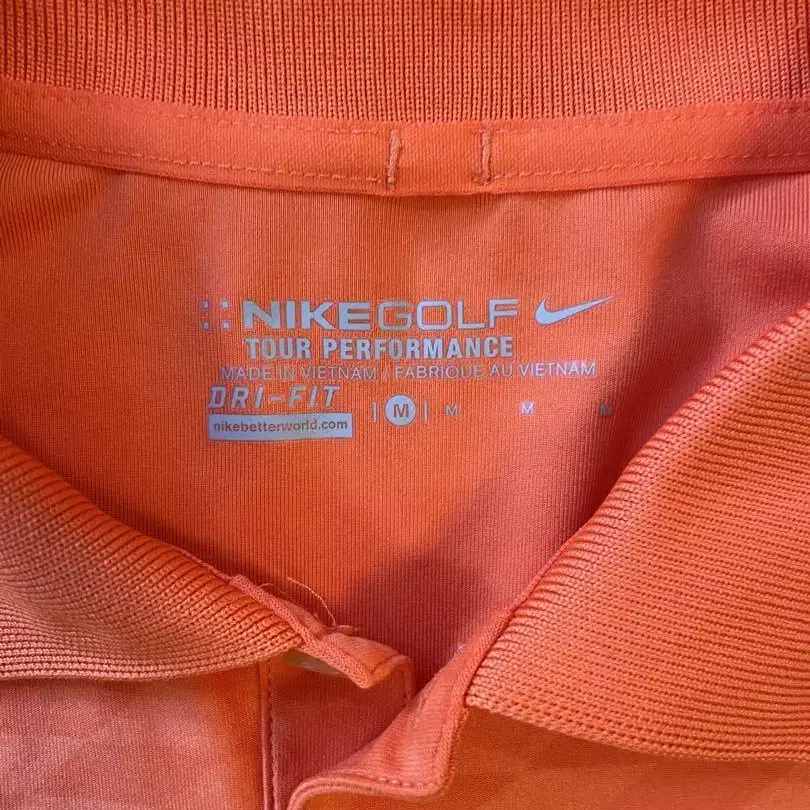 NIKEGOLF
TOUR PERFORMANCE
MADE IN VIETNAM / FABRIQUE AU VIETNAM
DRI-FIT
M M M M
nikebetterworld.com